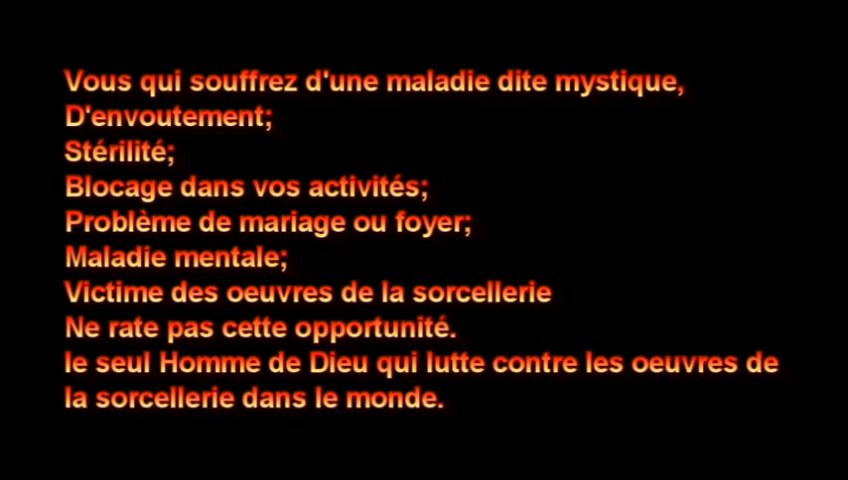 Vous qui souffrez d'une maladie dite mystique,
D'envoutement;
Stérilité;
Blocage dans vos activités;
Problème de mariage ou foyer;
Maladie mentale;
Victime des oeuvres de la sorcellerie
Ne rate pas cette opportunité.
le seul Homme de Dieu qui lutte contre les oeuvres de
la sorcellerie dans le monde.